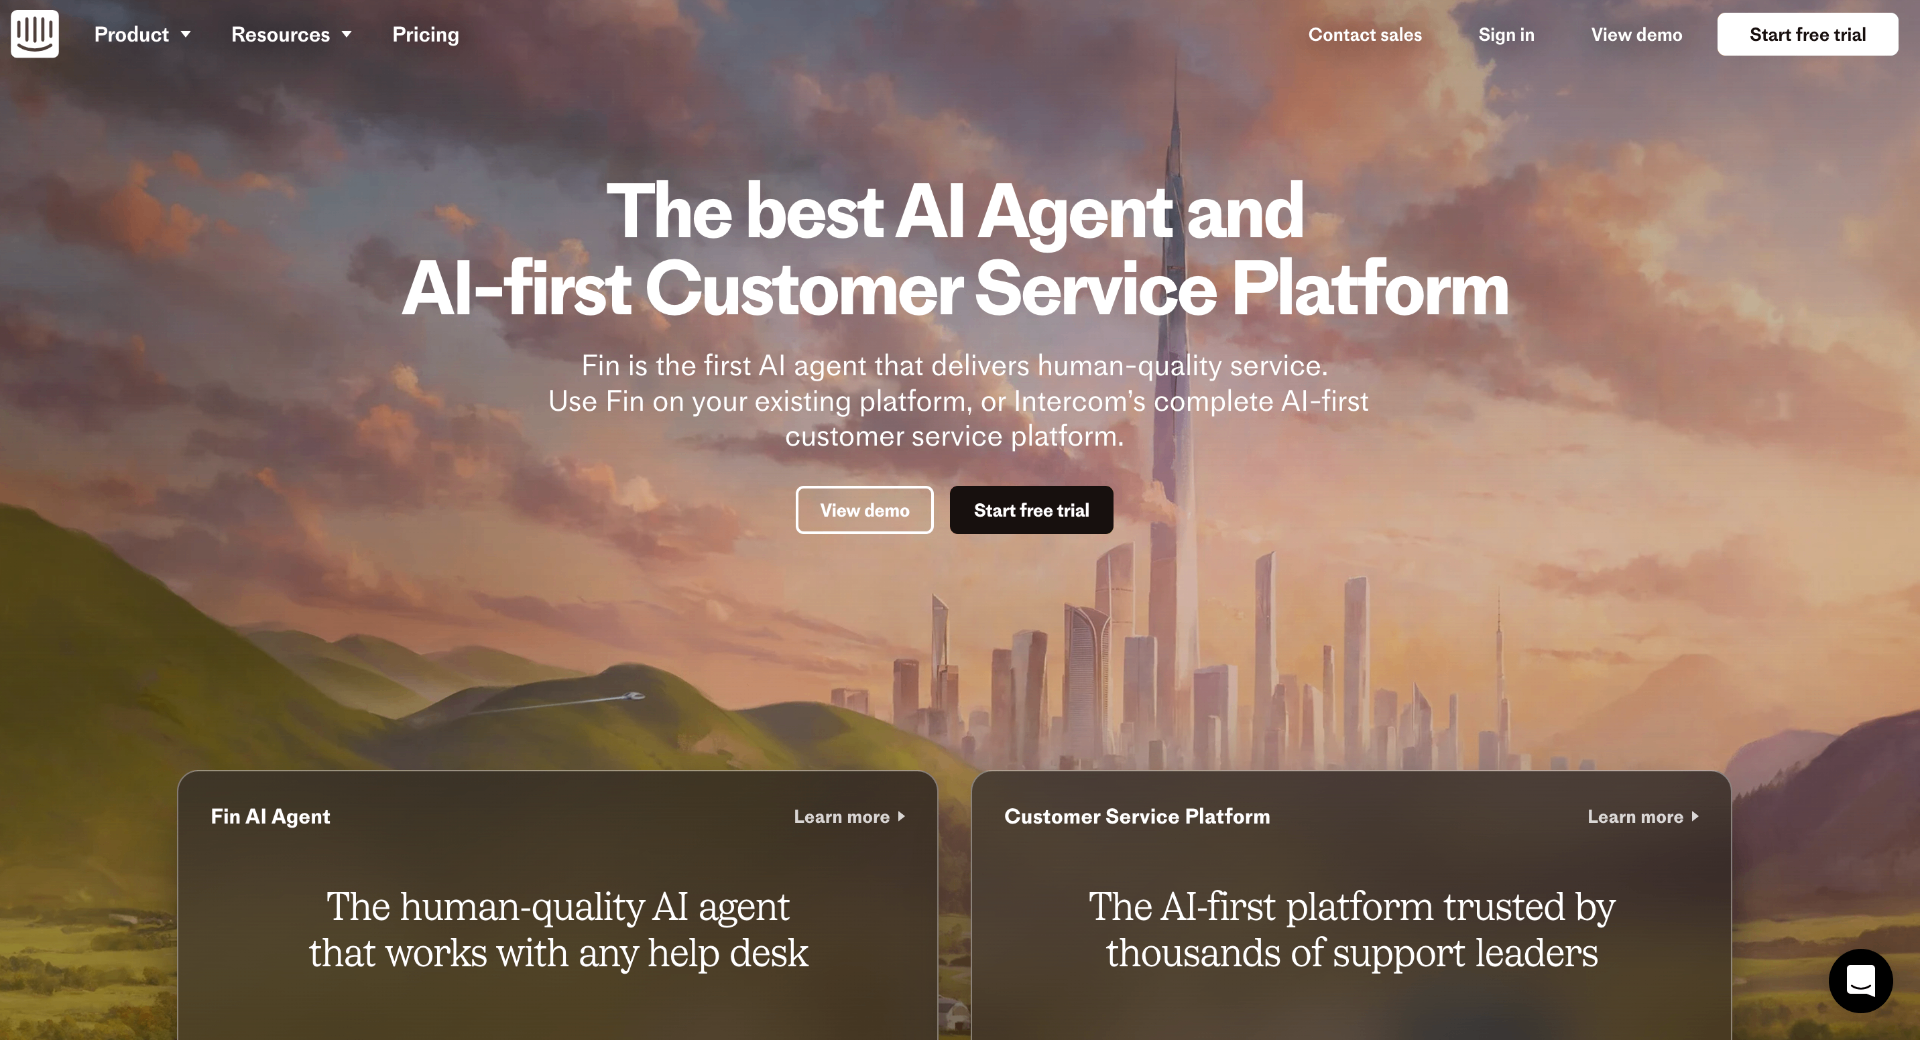 Product
Resources
Pricing
Contact sales
Sign in
View demo
Start free trial
The best AI Agent and
AI-first Customer Service Platform
Fin is the first AI agent that delivers human-quality service.
Use Fin on your existing platform, or Intercom’s complete AI-first
customer service platform.
View demo
Start free trial
Fin AI Agent
Learn more
The human-quality AI agent
that works with any help desk
Customer Service Platform
Learn more
The AI-first platform trusted by
thousands of support leaders